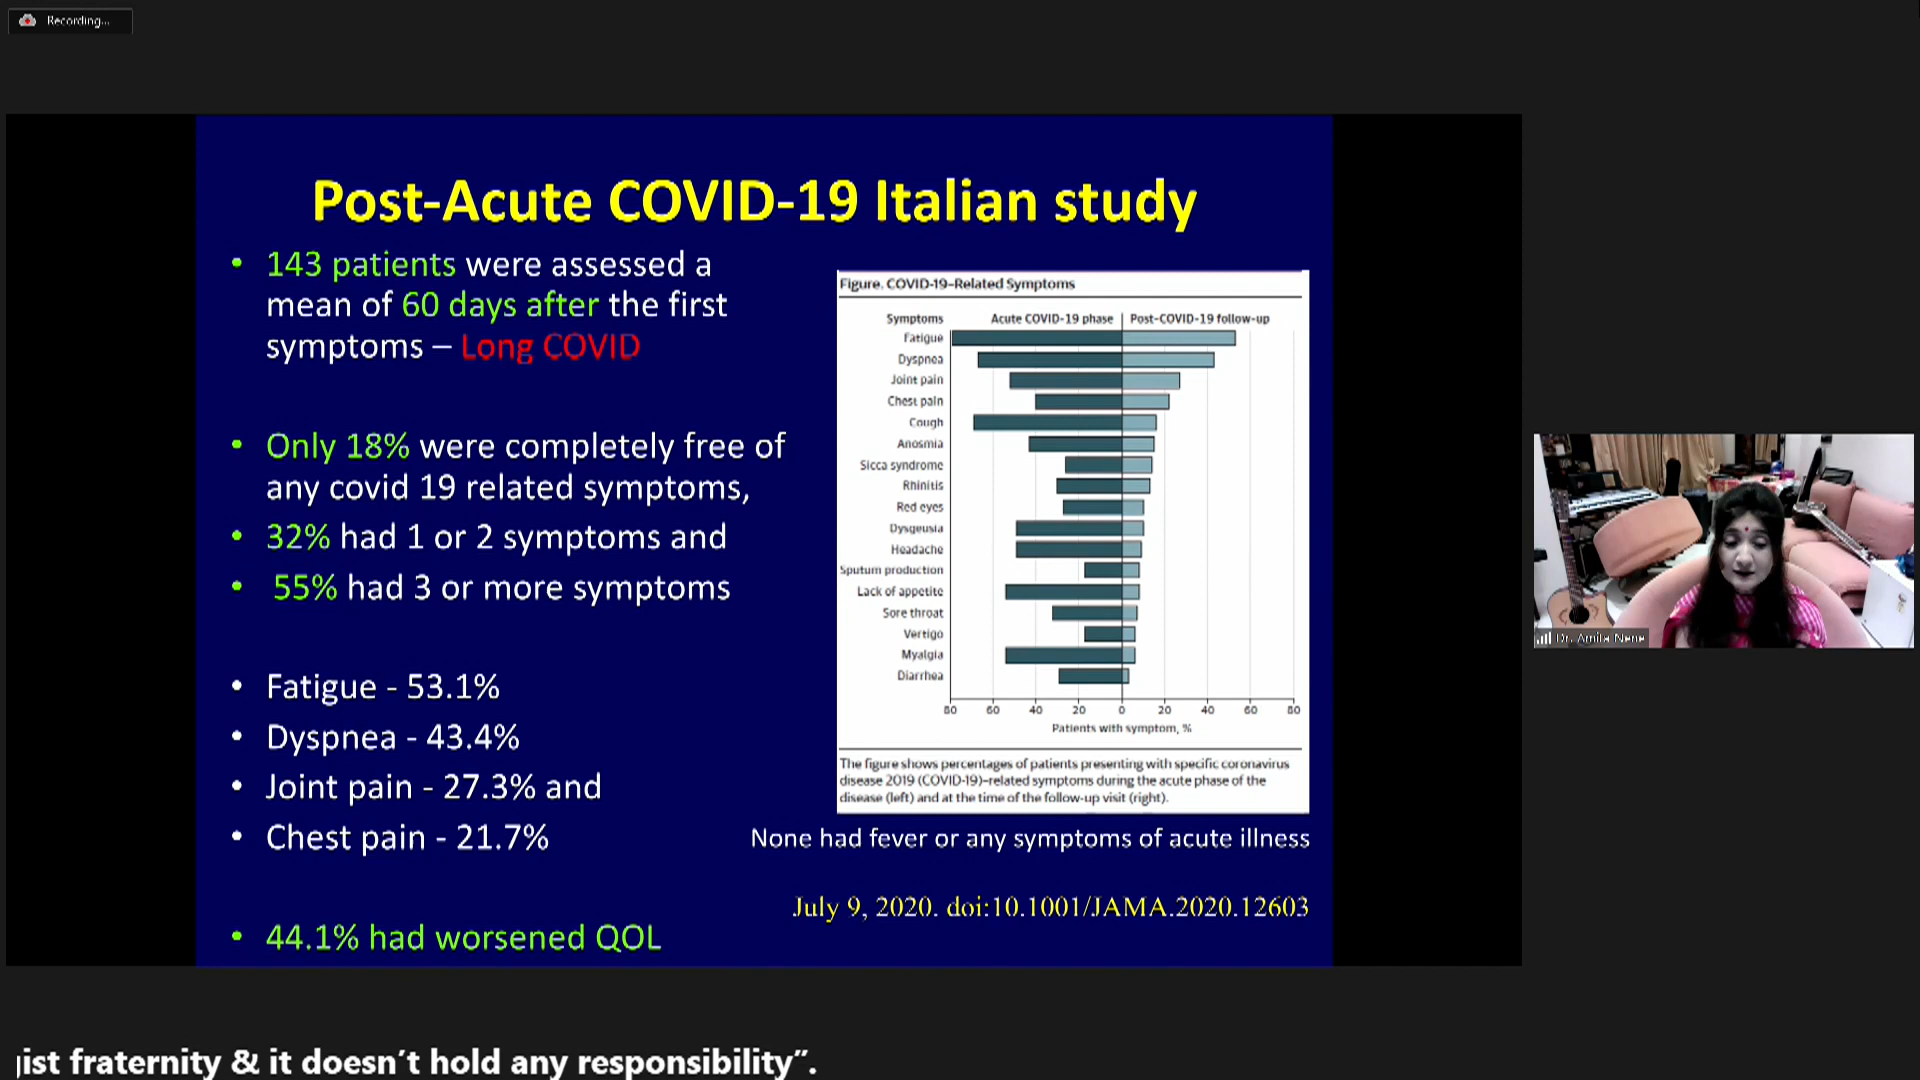 Recording...
Post-Acute COVID-19 Italian study
• 143 patients were assessed a
mean of 60 days after the first
symptoms – Long COVID
• Only 18% were completely free of
any covid 19 related symptoms,
• 32% had 1 or 2 symptoms and
• 55% had 3 or more symptoms
• Fatigue - 53.1%
• Dyspnea - 43.4%
• Joint pain - 27.3% and
• Chest pain - 21.7%
• 44.1% had worsened QOL
Figure. COVID-19–Related Symptoms
Symptoms Acute COVID-19 phase Post-COVID-19 follow-up
Fatigue
Dyspnea
Joint pain
Chest pain
Cough
Anosmia
Sicca syndrome
Rhinitis
Red eyes
Dysgeusia
Headache
Sputum production
Lack of appetite
Sore throat
Vertigo
Myalgia
Diarrhea
80 60 40 20 0 20 40 60 80
Patients with symptom, %
The figure shows percentages of patients presenting with specific coronavirus
disease 2019 (COVID-19)–related symptoms during the acute phase of the
disease (left) and at the time of the follow-up visit (right).
None had fever or any symptoms of acute illness
July 9, 2020. doi:10.1001/JAMA.2020.12603
Dr. Amita Nene
fraternity & it doesn't hold any responsibility”.